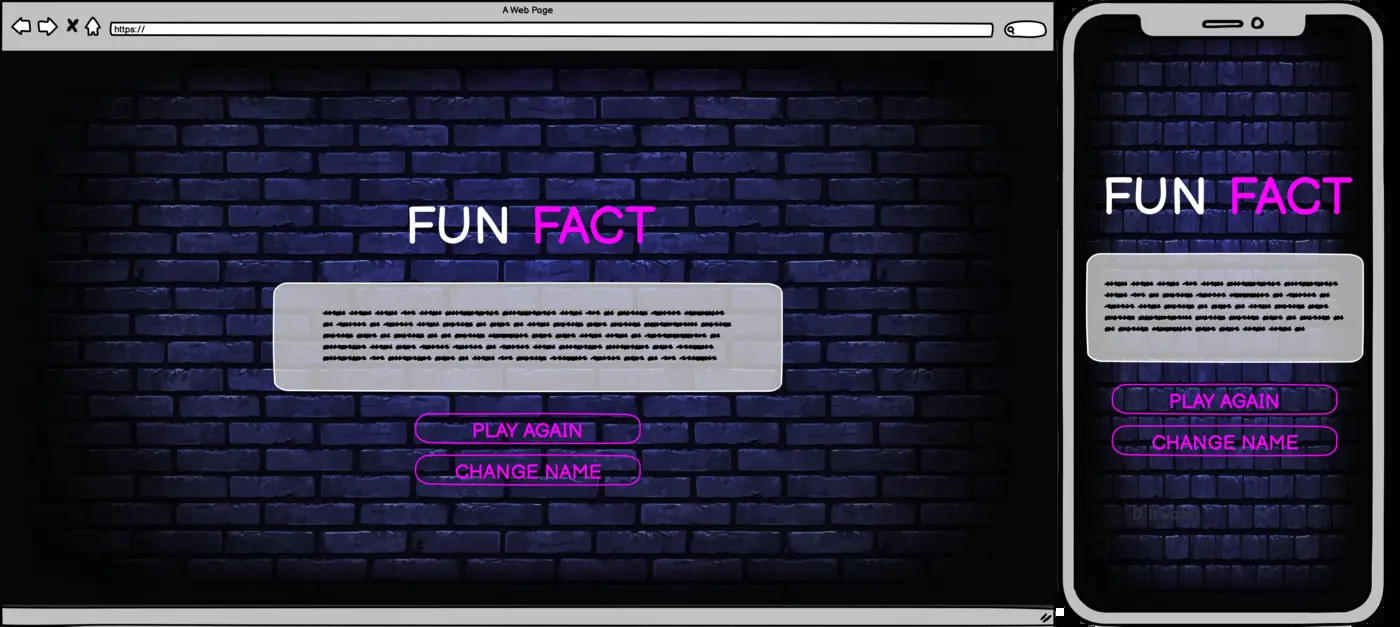 A Web Page
https://
FUN FACT
PLAY AGAIN
CHANGE NAME
FUN FACT
PLAY AGAIN
CHANGE NAME